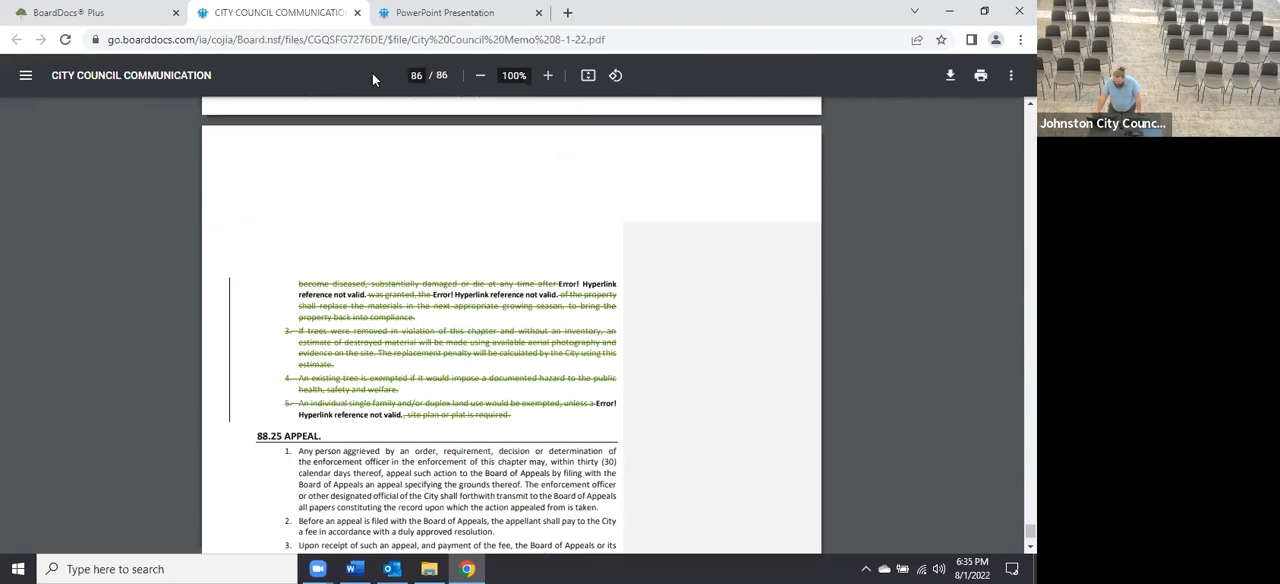 BoardDocs® Plus
CITY COUNCIL COMMUNICATIO
PowerPoint Presentation
go.boarddocs.com/ia/cojia/Board.nsf/files/CGQSFG7276DE/$file/City%20Council%20Memo%208-1-22.pdf
CITY COUNCIL COMMUNICATION
86 / 86
100%
Johnston City Counc...
become diseased, substantially damaged or die at any time after Error! Hyperlink
reference not valid. was granted, the Error! Hyperlink reference not valid. of the property
shall replace the materials in the next appropriate growing season, to bring the
property back into compliance.
3. If trees were removed in violation of this chapter and without an inventory, an
estimate of destroyed material will be made using available aerial photography and
evidence on the site. The replacement penalty will be calculated by the City using this
estimate.
4. An existing tree is exempted if it would impose a documented hazard to the public
health, safety and welfare.
5. An individual single family and/or duplex land use would be exempted, unless a Error!
Hyperlink reference not valid., site plan or plat is required.
88.25 APPEAL.
1. Any person aggrieved by an order, requirement, decision or determination of
the enforcement officer in the enforcement of this chapter may, within thirty (30)
calendar days thereof, appeal such action to the Board of Appeals by filing with the
Board of Appeals an appeal specifying the grounds thereof. The enforcement officer
or other designated official of the City shall forthwith transmit to the Board of Appeals
all papers constituting the record upon which the action appealed from is taken.
2. Before an appeal is filed with the Board of Appeals, the appellant shall pay to the City
a fee in accordance with a duly approved resolution.
3. Upon receipt of such an appeal, and payment of the fee, the Board of Appeals or its
Type here to search
6:35 PM
8/1/2022